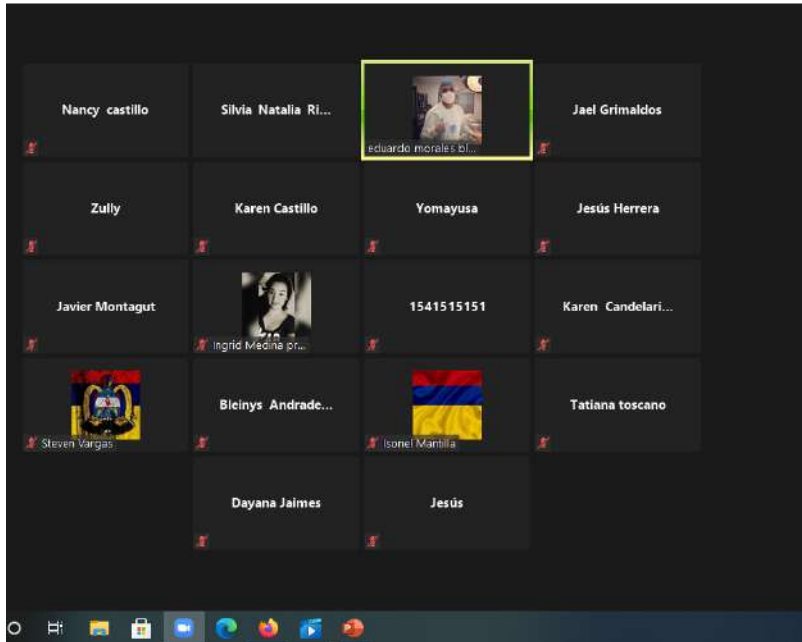 Nancy castillo
Silvia Natalia Ri...
eduardo morales bl...
Jael Grimaldos
Zully
Karen Castillo
Yomayusa
Jesús Herrera
Javier Montagut
Ingrid Medina pr...
1541515151
Karen Candelari...
Steven Vargas
Bleinys Andrade...
Isonel Mantilla
Tatiana toscano
Dayana Jaimes
Jesús